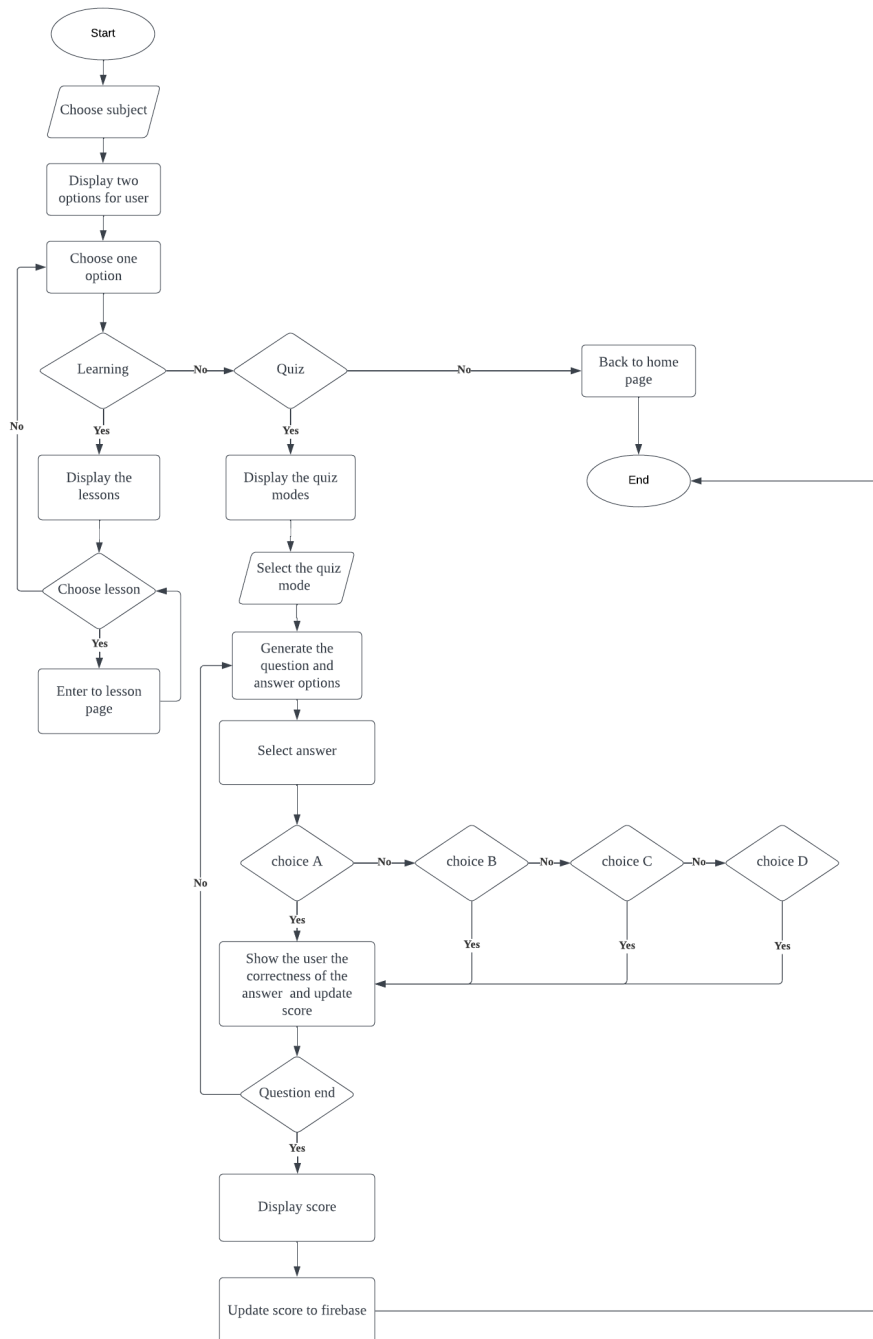 Start
Choose subject
Display two
options for user
Choose one
option
Learning
No
Quiz
No
Back to home
page
No
Yes
Yes
Display the
lessons
Display the quiz
modes
End
Choose lesson
Select the quiz
mode
Yes
Generate the
question and
answer options
Enter to lesson
page
Select answer
choice A
No
choice B
No
choice C
No
choice D
No
Yes
Yes
Yes
Yes
Show the user the
correctness of the
answer and update
score
Question end
Yes
Display score
Update score to firebase